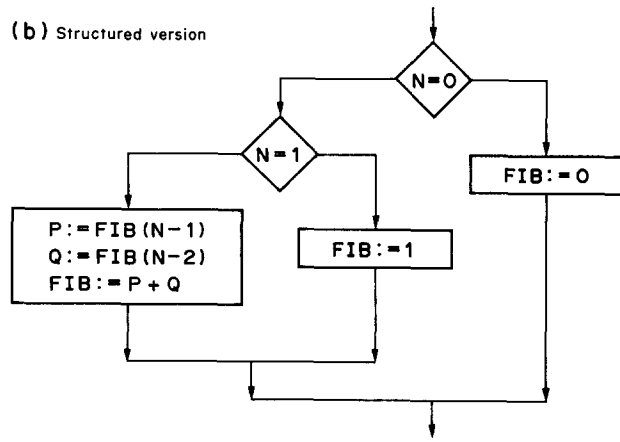 (b) Structured version
N=0
N=1
FIB:=0
P:=FIB(N-1)
Q:=FIB(N-2)
FIB:=P+Q
FIB:=1